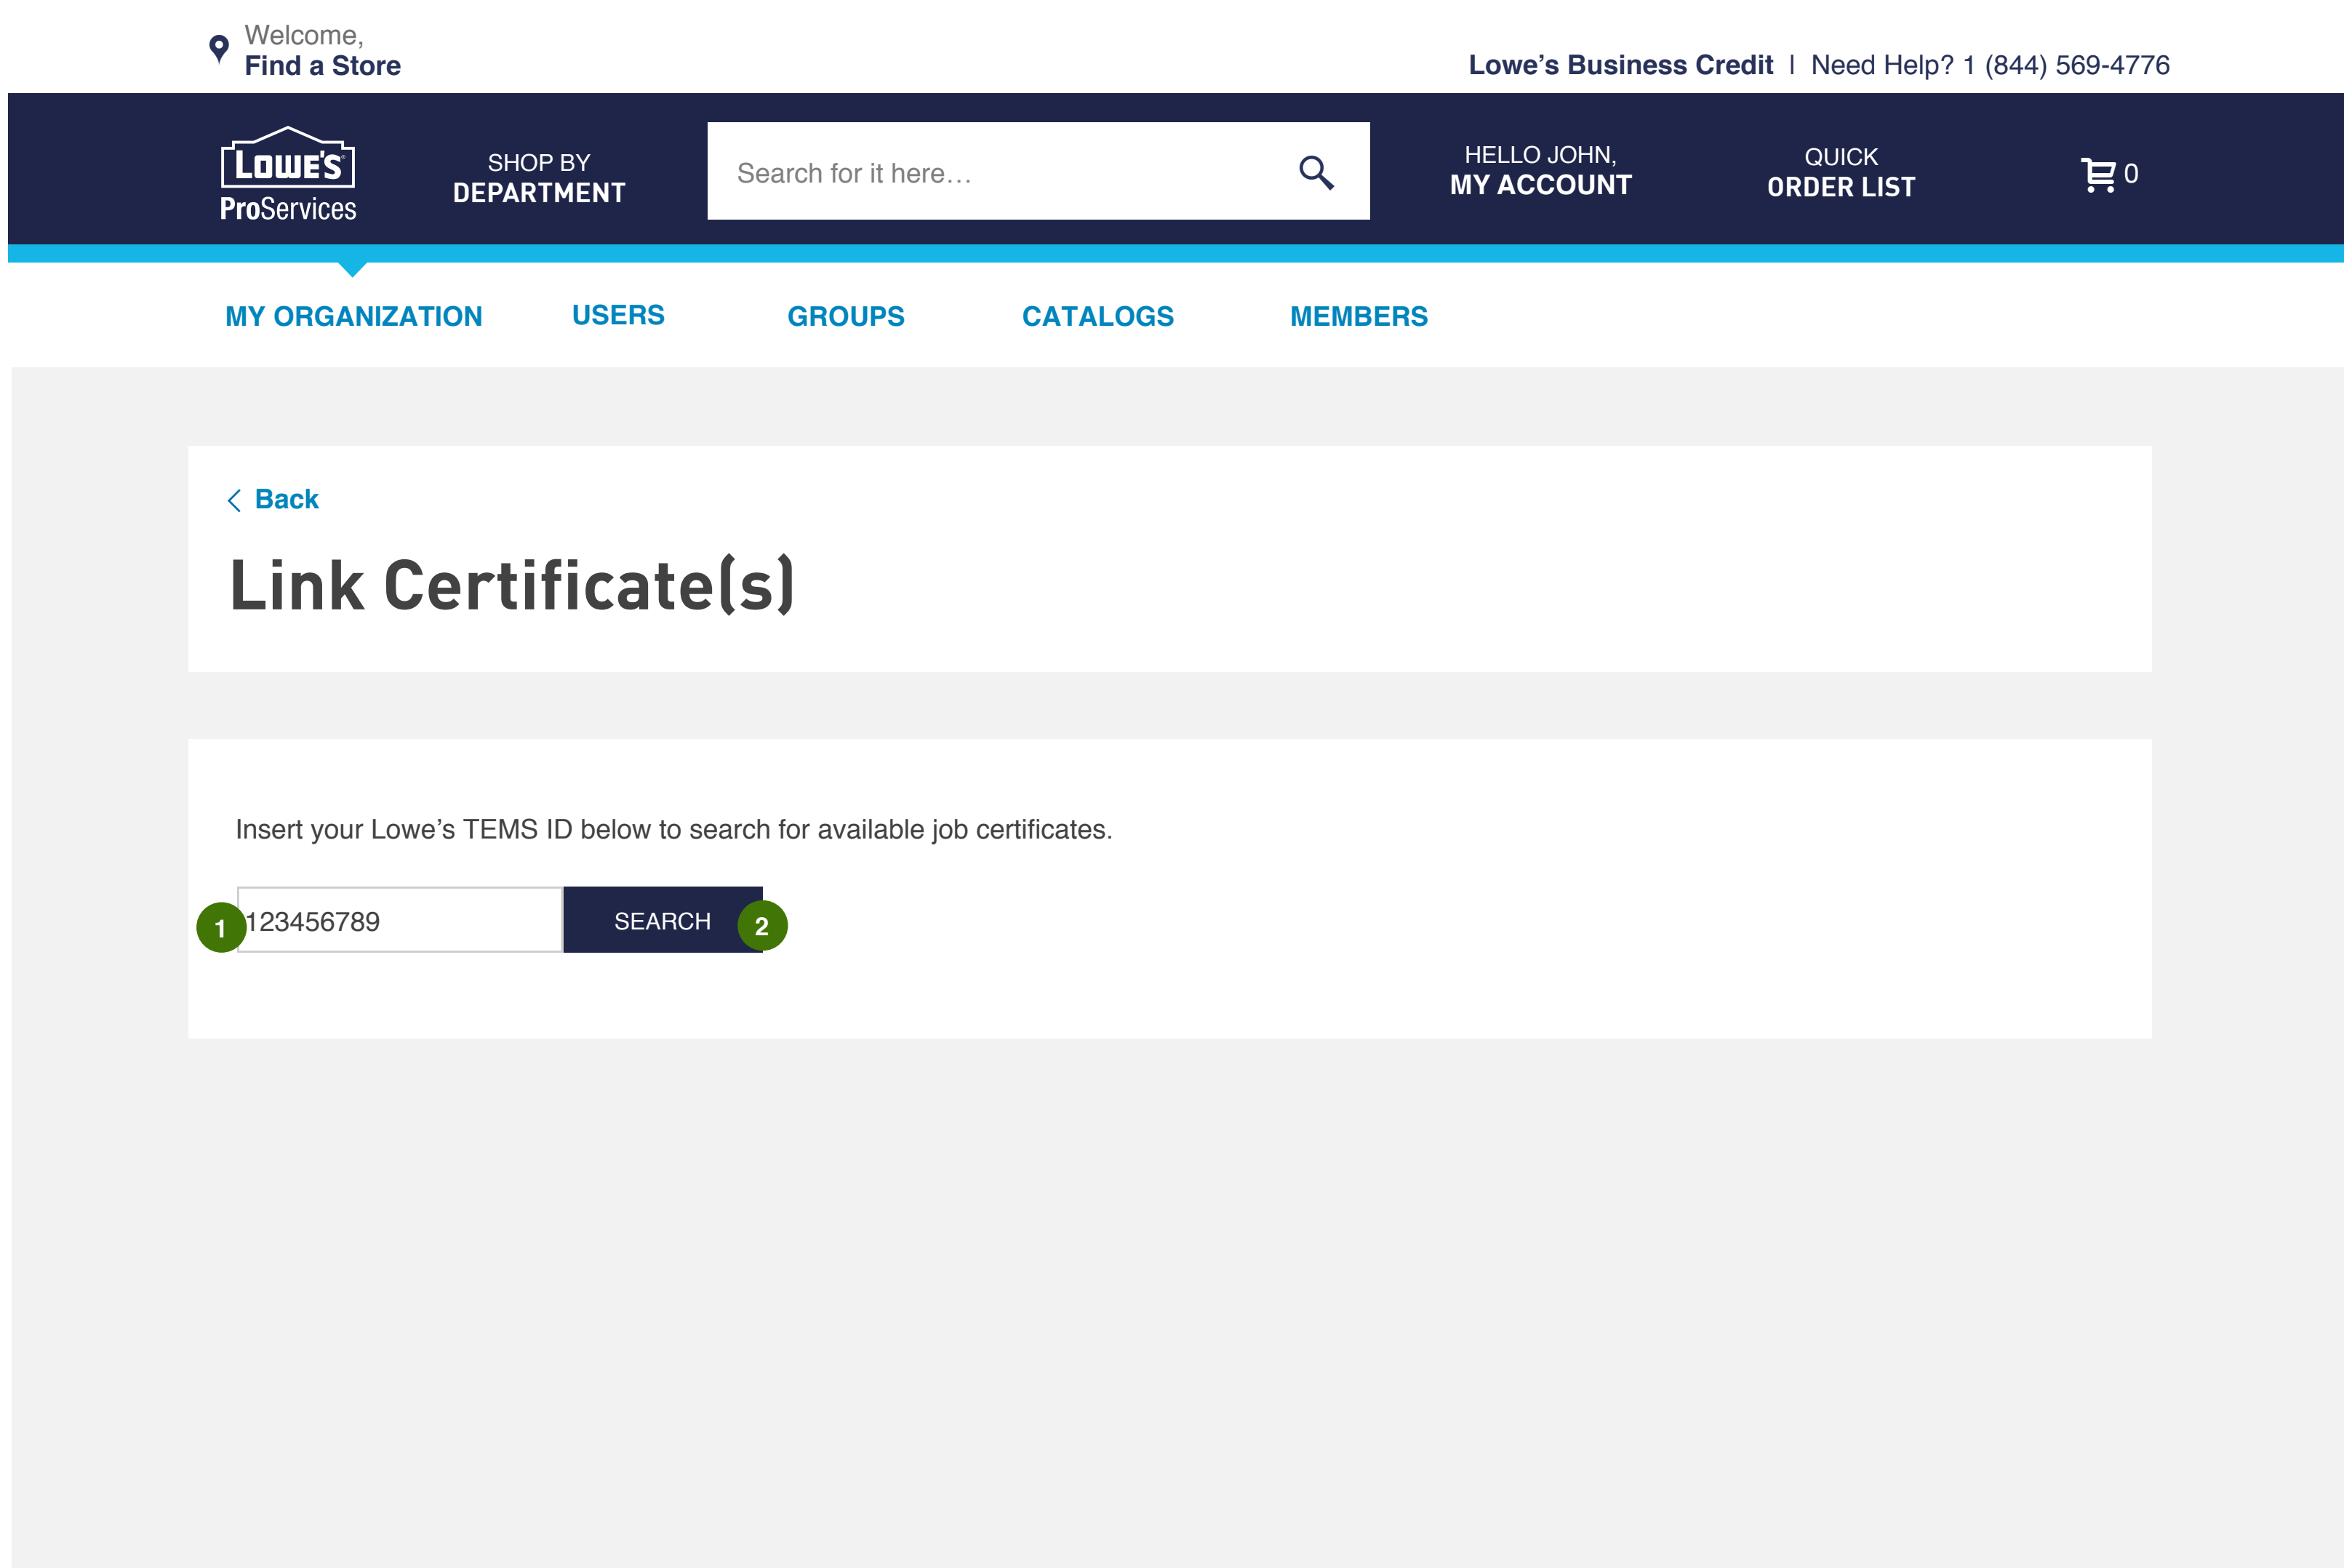 Welcome,
Find a Store
Lowe’s Business Credit | Need Help? 1 (844) 569-4776
LOWE'S
ProServices
SHOP BY
DEPARTMENT
Search for it here…
HELLO JOHN,
MY ACCOUNT
QUICK
ORDER LIST
0
MY ORGANIZATION
USERS
GROUPS
CATALOGS
MEMBERS
Back
Link Certificate(s)
Insert your Lowe’s TEMS ID below to search for available job certificates.
1
123456789
SEARCH
2